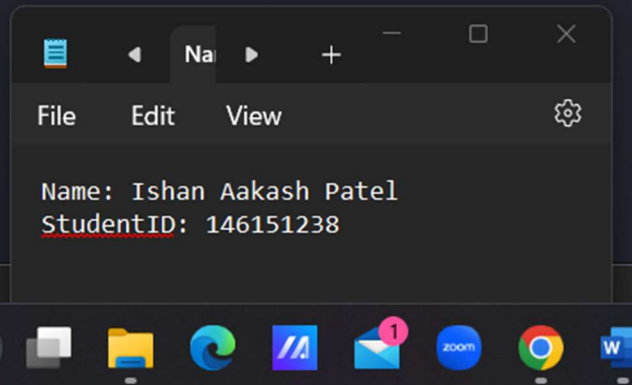 Nar
File Edit View
Name: Ishan Aakash Patel
StudentID: 146151238
1
zoom
W